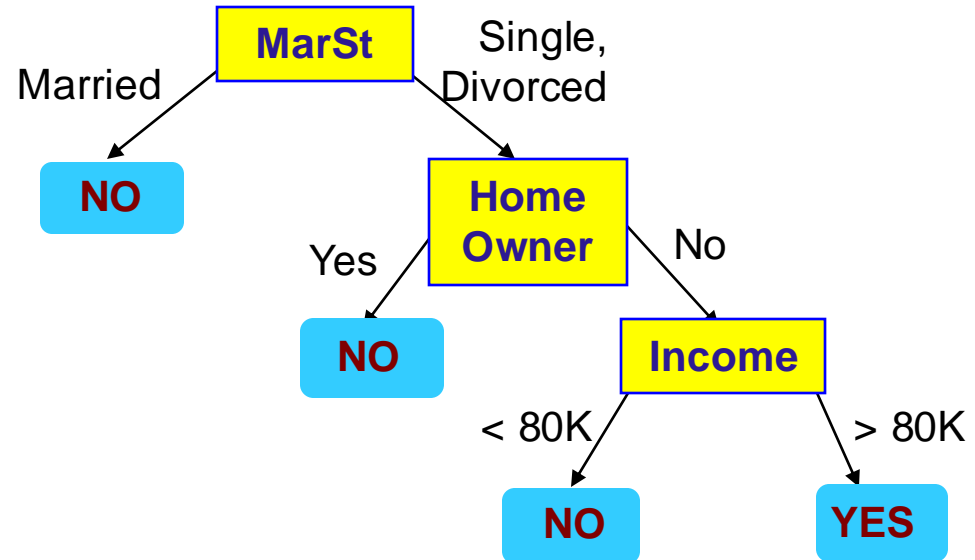 MarSt
Single,
Divorced
Married
NO
Home
Owner
Yes
No
NO
Income
< 80K
> 80K
NO
YES